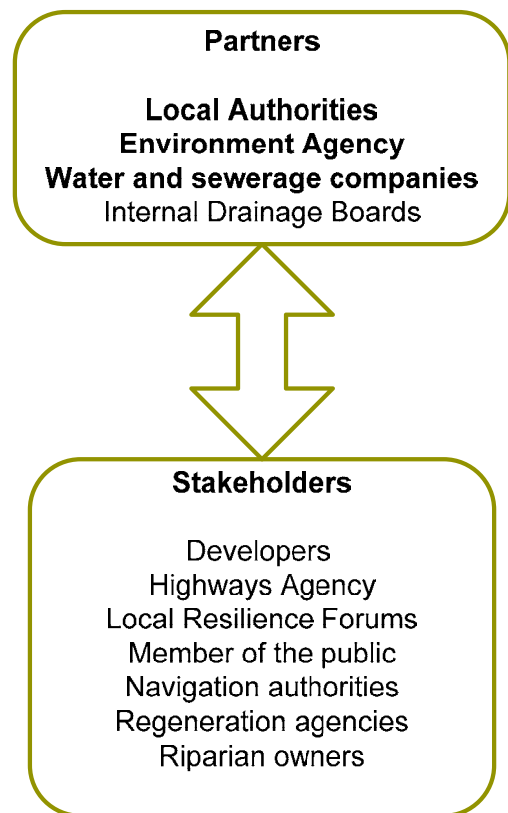 Partners
Local Authorities
Environment Agency
Water and sewerage companies
Internal Drainage Boards
Stakeholders
Developers
Highways Agency
Local Resilience Forums
Member of the public
Navigation authorities
Regeneration agencies
Riparian owners